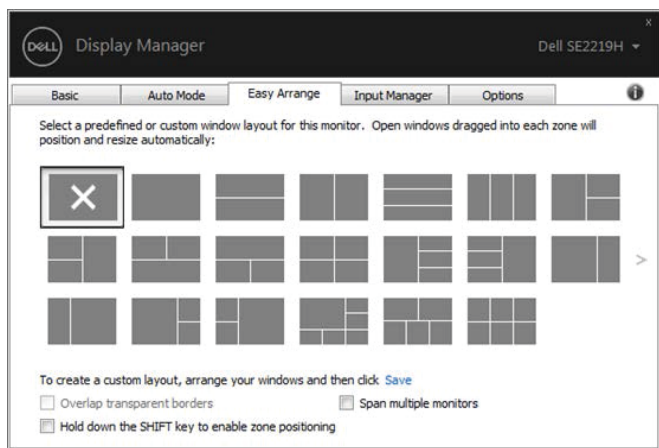 x
DELL Display Manager Dell SE2219H
Basic Auto Mode Easy Arrange Input Manager Options
Select a predefined or custom window layout for this monitor. Open windows dragged into each zone will
position and resize automatically:
>
To create a custom layout, arrange your windows and then click Save
Overlap transparent borders Span multiple monitors
Hold down the SHIFT key to enable zone positioning